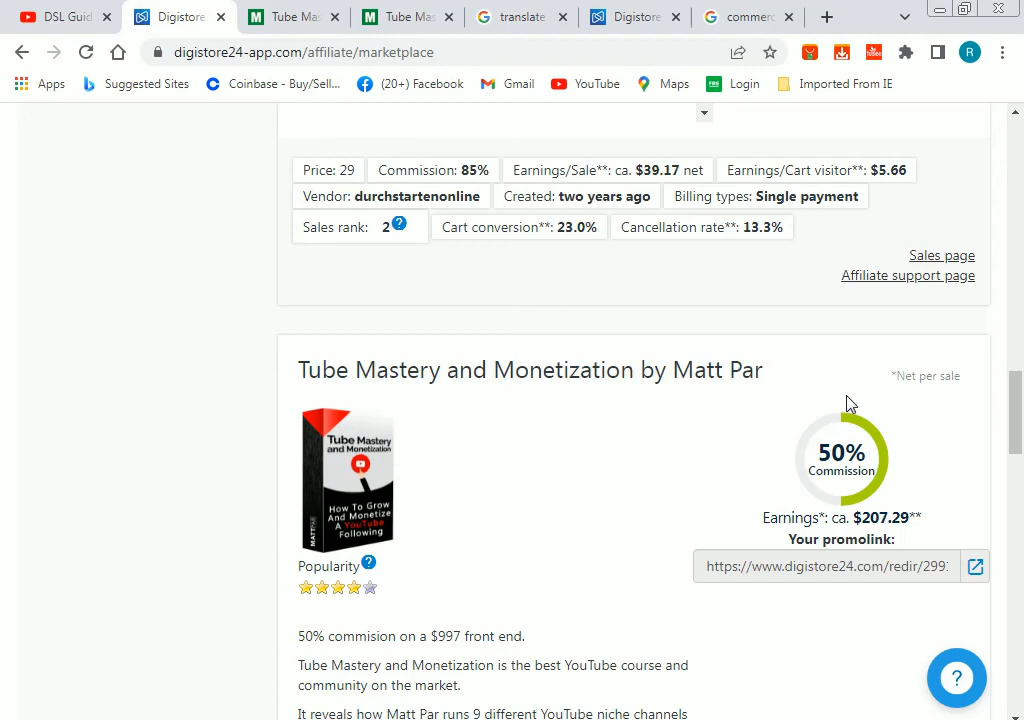 DSL Guid
Digistore
Tube Mas
Tube Mas
translate
Digistore
commerc
digistore24-app.com/affiliate/marketplace
R
Apps
Suggested Sites
Coinbase - Buy/Sell...
(20+) Facebook
Gmail
YouTube
Maps
Login
Imported From IE
Price: 29
Commission: 85%
Earnings/Sale**: ca. $39.17 net
Earnings/Cart visitor**: $5.66
Vendor: durchstartenonline
Created: two years ago
Billing types: Single payment
Sales rank: 2 ?
Cart conversion**: 23.0%
Cancellation rate**: 13.3%
Sales page
Affiliate support page
Tube Mastery and Monetization by Matt Par
*Net per sale
Tube Mastery
and Monetization
How To Grow
And Monetize
A YouTube
Following
MATT PAR
50%
Commission
Earnings*: ca. $207.29**
Your promolink:
https://www.digistore24.com/redir/299
Popularity ?
50% commision on a $997 front end.
Tube Mastery and Monetization is the best YouTube course and
community on the market.
It reveals how Matt Par runs 9 different YouTube niche channels
?